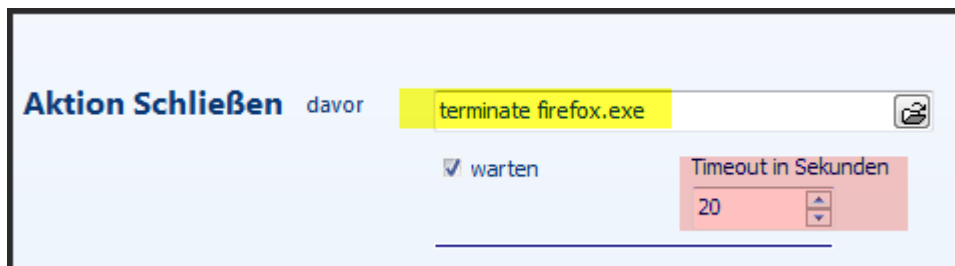 Aktion Schließen davor terminate firefox.exe
warten
Timeout in Sekunden
20